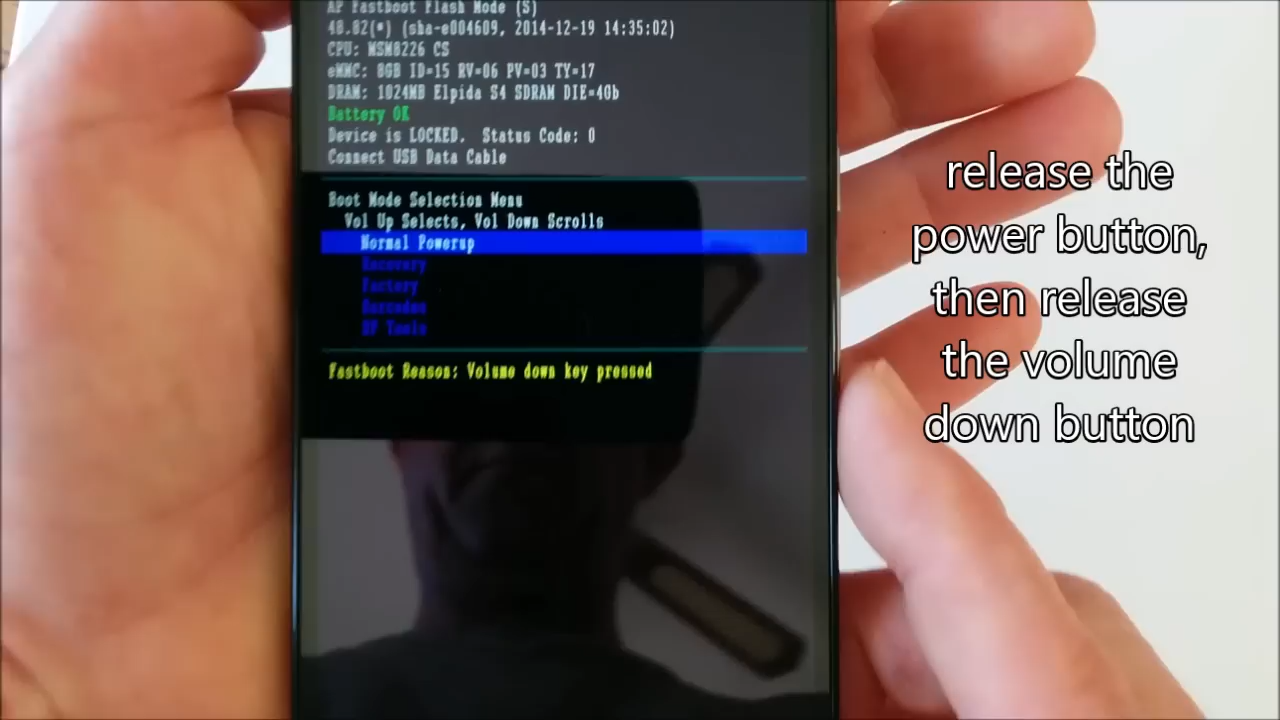 AP Fastboot Flash Mode (S)
48.82(*) (sha-e004609, 2014-12-19 14:35:02)
CPU: MSM8226 CS
eMMC: 8GB ID=15 RV=06 PV=03 TY=17
DRAM: 1024MB Elpida S4 SDRAM DIE=4Gb
Battery OK
Device is LOCKED. Status Code: 0
Connect USB Data Cable
Boot Mode Selection Menu
Vol Up Selects, Vol Down Scrolls
Normal Powerup
Recovery
Factory
Barcodes
BP Tools
Fastboot Reason: Volume down key pressed
release the
power button,
then release
the volume
down button